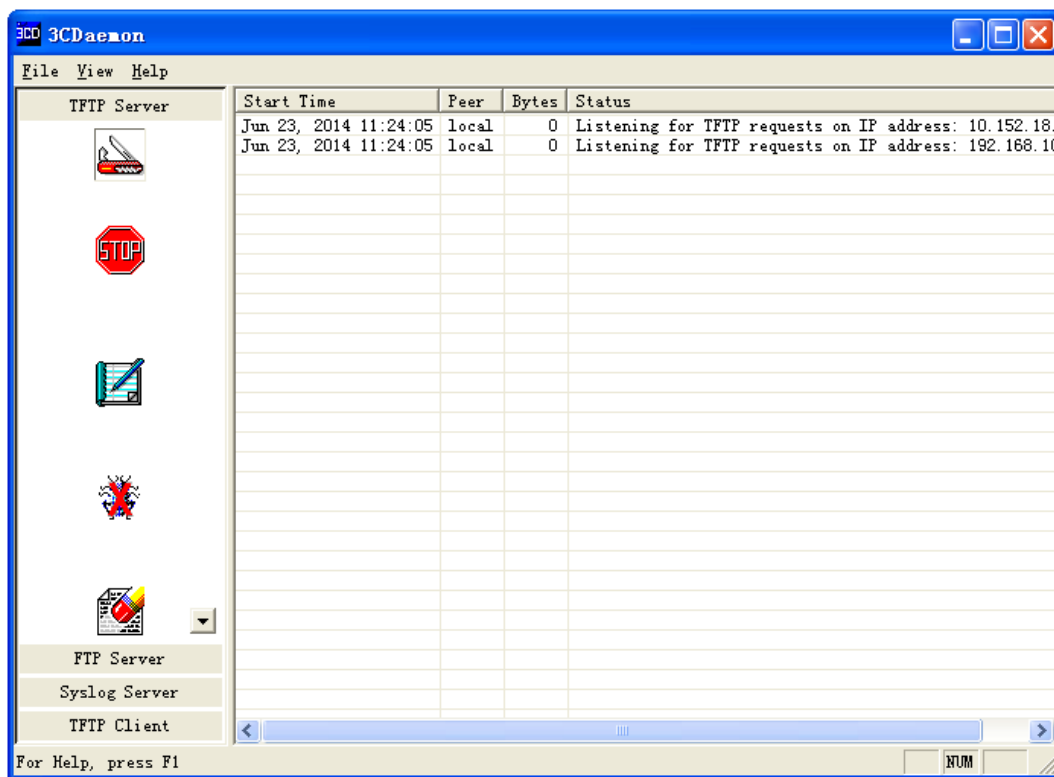 3CD 3CDaemon
File View Help
TFTP Server
Start Time Peer Bytes Status
Jun 23, 2014 11:24:05 local 0 Listening for TFTP requests on IP address: 10.152.18.
Jun 23, 2014 11:24:05 local 0 Listening for TFTP requests on IP address: 192.168.10
STOP
FTP Server
Syslog Server
TFTP Client
For Help, press F1
NUM